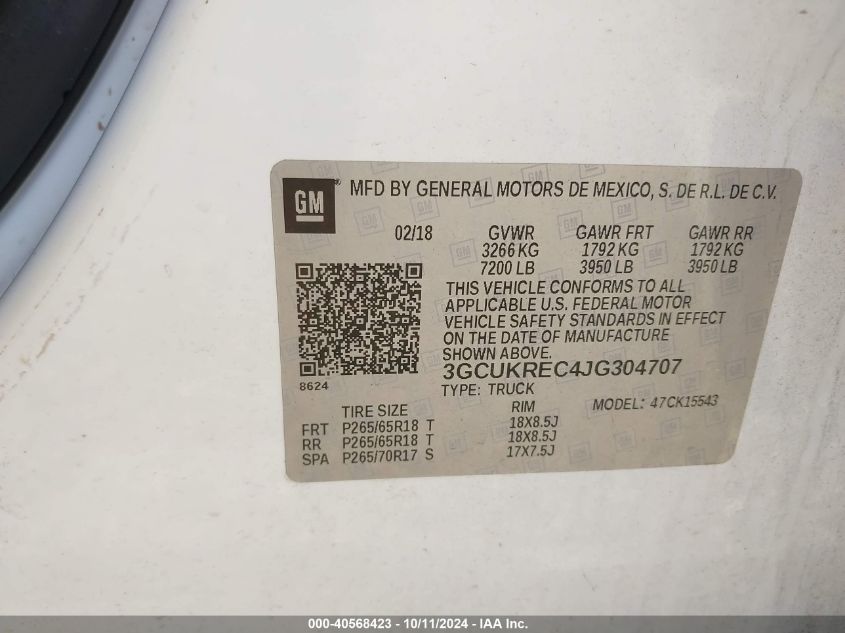 GM® MFD BY GENERAL MOTORS DE MEXICO, S. DE R.L. DE C.V.
02/18 GVWR GAWR FRT GAWR RR
3266 KG 1792 KG 1792 KG
7200 LB 3950 LB 3950 LB
THIS VEHICLE CONFORMS TO ALL
APPLICABLE U.S. FEDERAL MOTOR
VEHICLE SAFETY STANDARDS IN EFFECT
ON THE DATE OF MANUFACTURE
SHOWN ABOVE.
3GCUKREC4JG304707
8624
TYPE: TRUCK
MODEL: 47CK15543
TIRE SIZE RIM
FRT P265/65R18 T 18X8.5J
RR P265/65R18 T 18X8.5J
SPA P265/70R17 S 17X7.5J
000-40568423 - 10/11/2024 - IAA Inc.